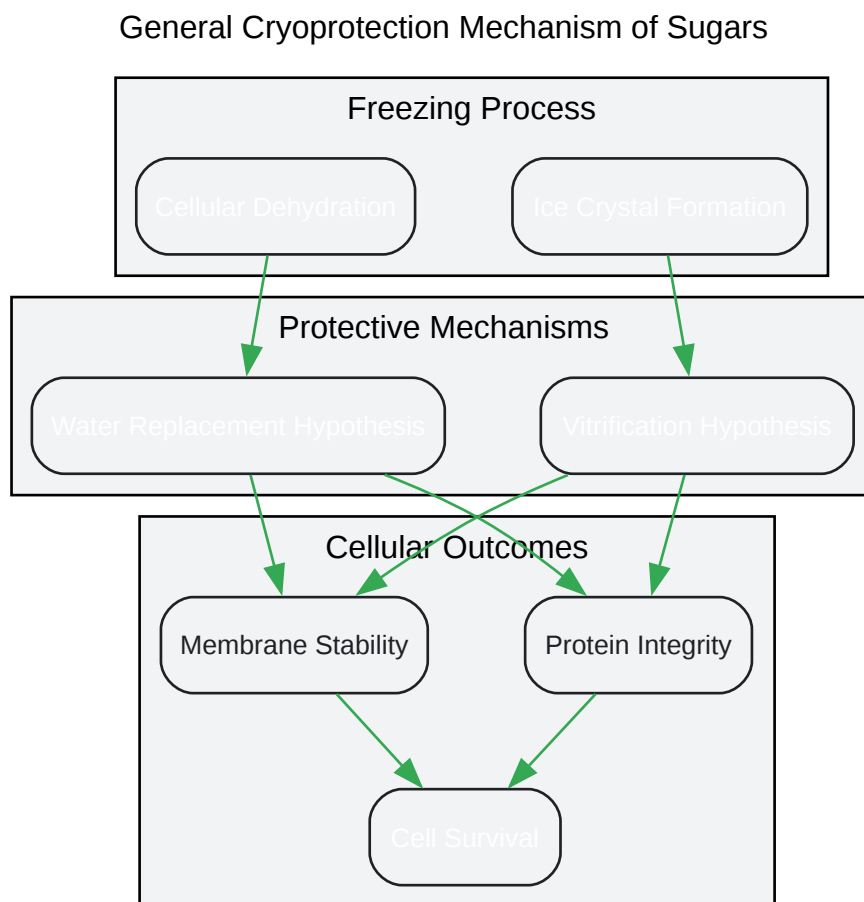 General Cryoprotection Mechanism of Sugars
Freezing Process
Cellular Dehydration
Ice Crystal Formation
Protective Mechanisms
Water Replacement Hypothesis
Vitrification Hypothesis
Cellular Outcomes
Membrane Stability
Protein Integrity
Cell Survival